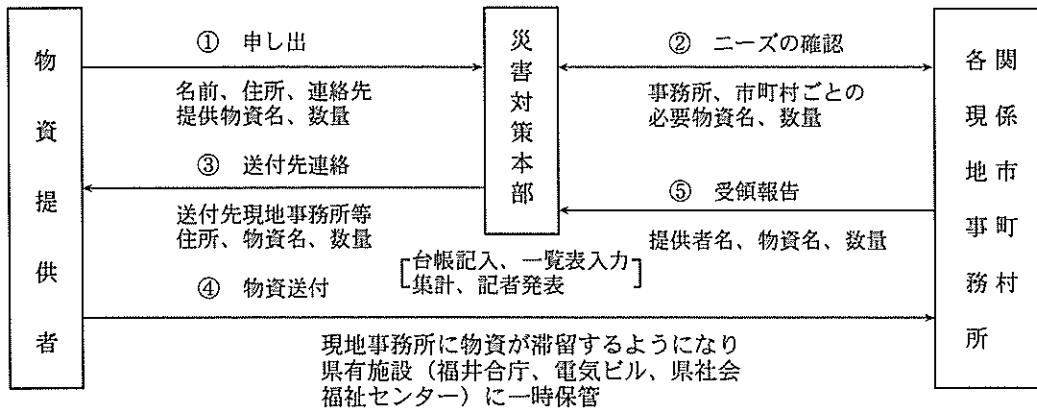 物資提供者
① 申し出
名前、住所、連絡先
提供物資名、数量
③ 送付先連絡
送付先現地事務所等
住所、物資名、数量
④ 物資送付
災害対策本部
台帳記入、一覧表入力
集計、記者発表
② ニーズの確認
事務所、市町村ごとの
必要物資名、数量
⑤ 受領報告
提供者名、物資名、数量
関係市町村
各現地事務所
現地事務所に物資が滞留するようになり
県有施設（福井合庁、電気ビル、県社会
福祉センター）に一時保管